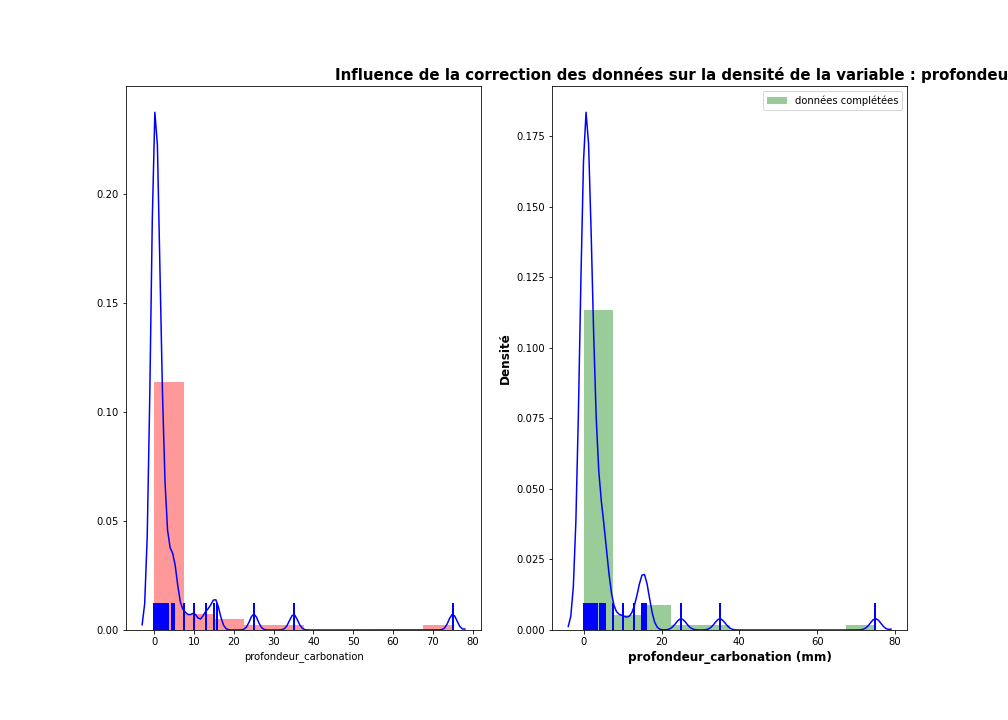 Influence de la correction des données sur la densité de la variable : profondeu
données complétées
0.20
0.15
0.10
0.05
0.00
0 10 20 30 40 50 60 70 80
profondeur_carbonation
Densité
0.175
0.150
0.125
0.100
0.075
0.050
0.025
0.000
0 20 40 60 80
profondeur_carbonation (mm)